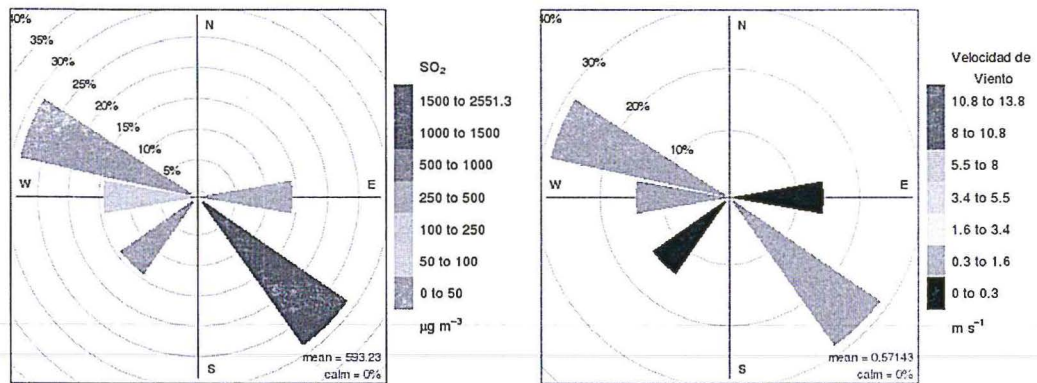 40%
35%
30%
25%
20%
15%
10%
5%
N
W
E
S
mean = 593.23
calm = 0%
SO₂
1500 to 2551.3
1000 to 1500
500 to 1000
250 to 500
100 to 250
50 to 100
0 to 50
µg m⁻³
40%
30%
20%
10%
N
W
E
S
mean = 0.57143
calm = 0%
Velocidad de
Viento
10.8 to 13.8
8 to 10.8
5.5 to 8
3.4 to 5.5
1.6 to 3.4
0.3 to 1.6
0 to 0.3
m s⁻¹